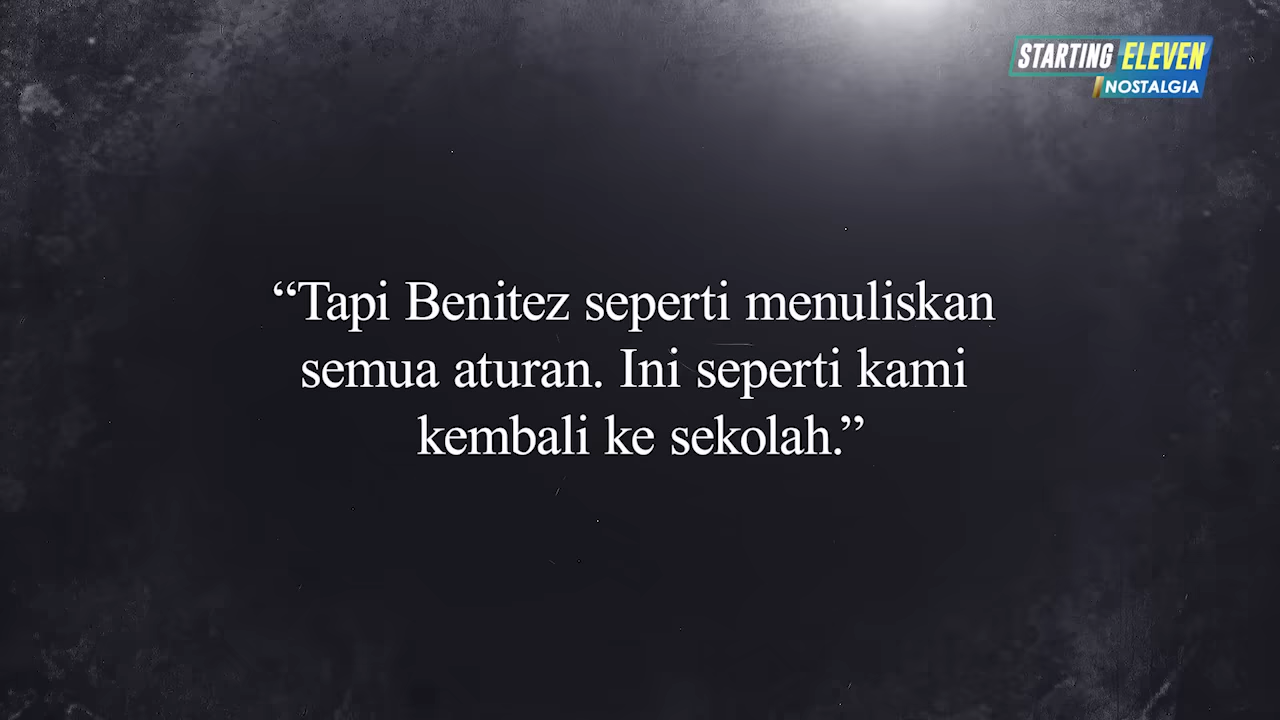 STARTING ELEVEN
NOSTALGIA
“Tapi Benitez seperti menuliskan
semua aturan. Ini seperti kami
kembali ke sekolah.”